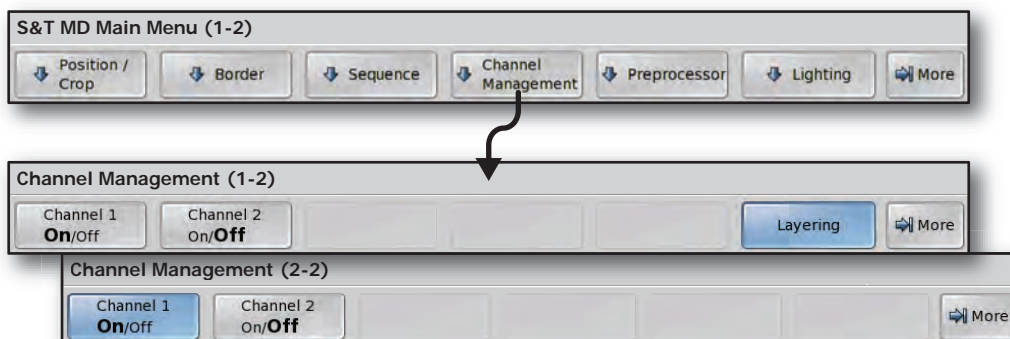 S&T MD Main Menu (1-2)
Position /
Crop
Border
Sequence
Channel
Management
Preprocessor
Lighting
More
Channel Management (1-2)
Channel 1
On/Off
Channel 2
On/Off
Layering
More
Channel Management (2-2)
Channel 1
On/Off
Channel 2
On/Off
More